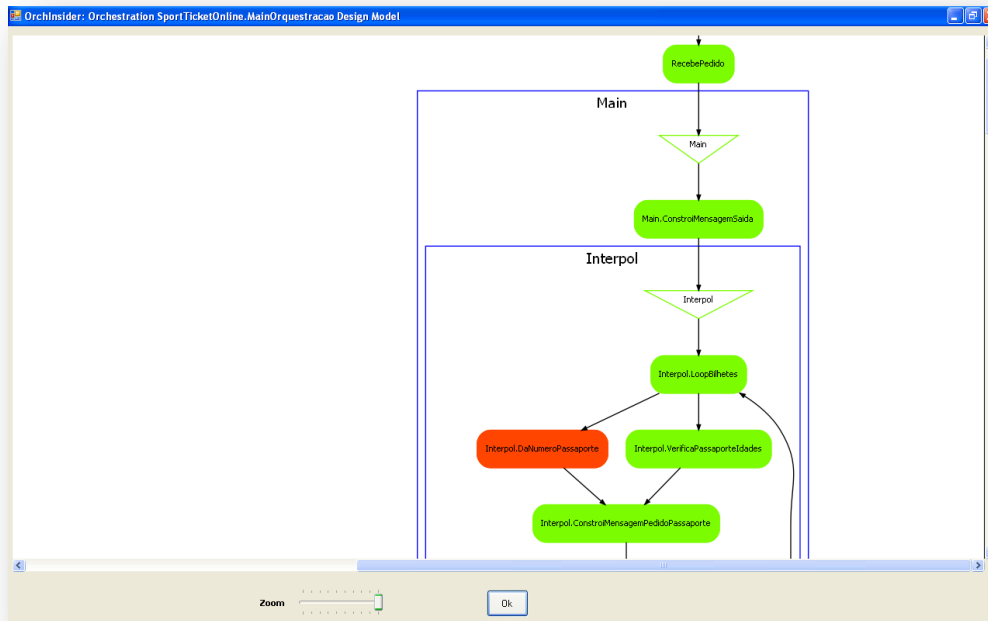 OrchInsider: Orchestration SportTicketOnline.MainOrquestracao Design Model
RecebePedido
Main
Main
Main.ConstroiMensagemSaida
Interpol
Interpol
Interpol.LoopBilhetes
Interpol.DaNumeroPassaporte
Interpol.VerificaPassaporteIdades
Interpol.ConstroiMensagemPedidoPassaporte
Zoom
Ok